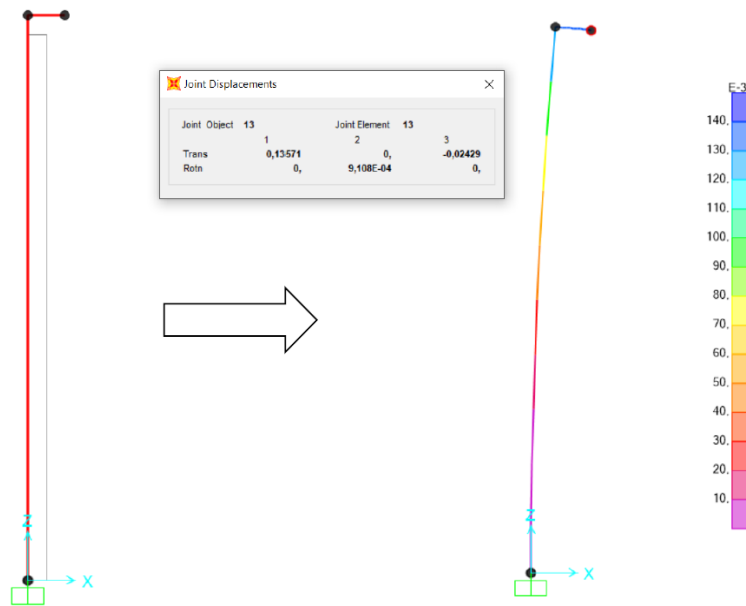 Joint Displacements
Joint Object 13 Joint Element 13
1 2 3
Trans 0,13571 0, -0,02429
Rotn 0, 9,108E-04 0,
E-3
140,
130,
120,
110,
100,
90,
80,
70,
60,
50,
40,
30,
20,
10,
Z
X
Z
X